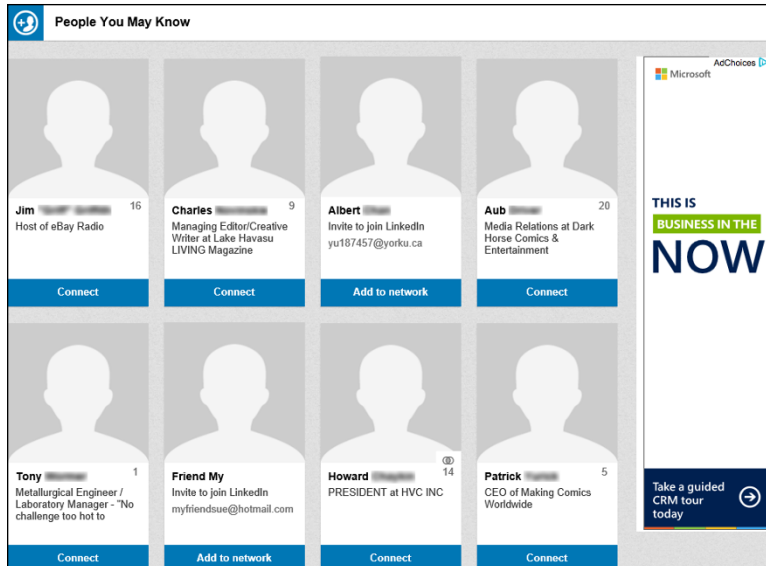 People You May Know
AdChoices
Microsoft
Jim
16
Host of eBay Radio
Connect
Charles
9
Managing Editor/Creative
Writer at Lake Havasu
LIVING Magazine
Connect
Albert
Invite to join LinkedIn
yu187457@yorku.ca
Add to network
Aub
20
Media Relations at Dark
Horse Comics &
Entertainment
Connect
THIS IS
BUSINESS IN THE
NOW
Tony
1
Metallurgical Engineer /
Laboratory Manager - "No
challenge too hot to
Connect
Friend My
Invite to join LinkedIn
myfriendsue@hotmail.com
Add to network
Howard
14
PRESIDENT at HVC INC
Connect
Patrick
5
CEO of Making Comics
Worldwide
Connect
Take a guided
CRM tour
today